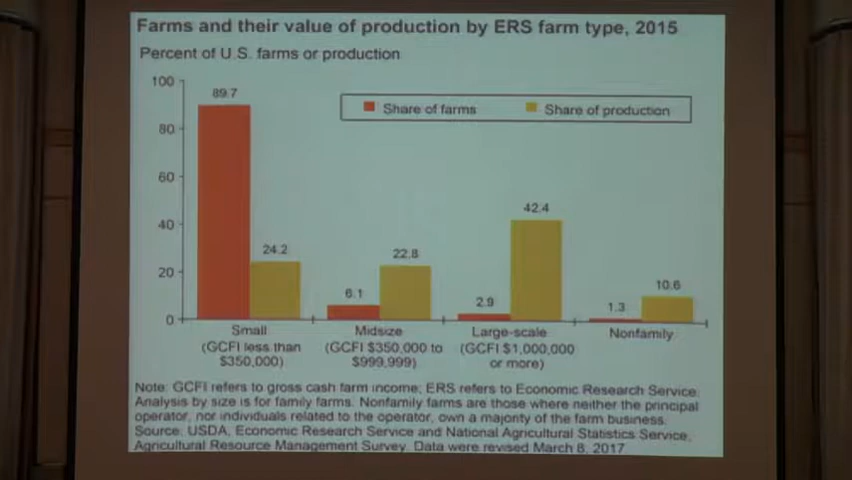 Farms and their value of production by ERS farm type, 2015
Percent of U.S. farms or production
100
80
60
40
20
0
Share of farms
Share of production
89.7
24.2
6.1
22.8
2.9
42.4
1.3
10.6
Small
(GCFI less than
$350,000)
Midsize
(GCFI $350,000 to
$999,999)
Large-scale
(GCFI $1,000,000
or more)
Nonfamily
Note: GCFI refers to gross cash farm income; ERS refers to Economic Research Service.
Analysis by size is for family farms. Nonfamily farms are those where neither the principal
operator, nor individuals related to the operator, own a majority of the farm business.
Source: USDA, Economic Research Service and National Agricultural Statistics Service,
Agricultural Resource Management Survey. Data were revised March 8, 2017